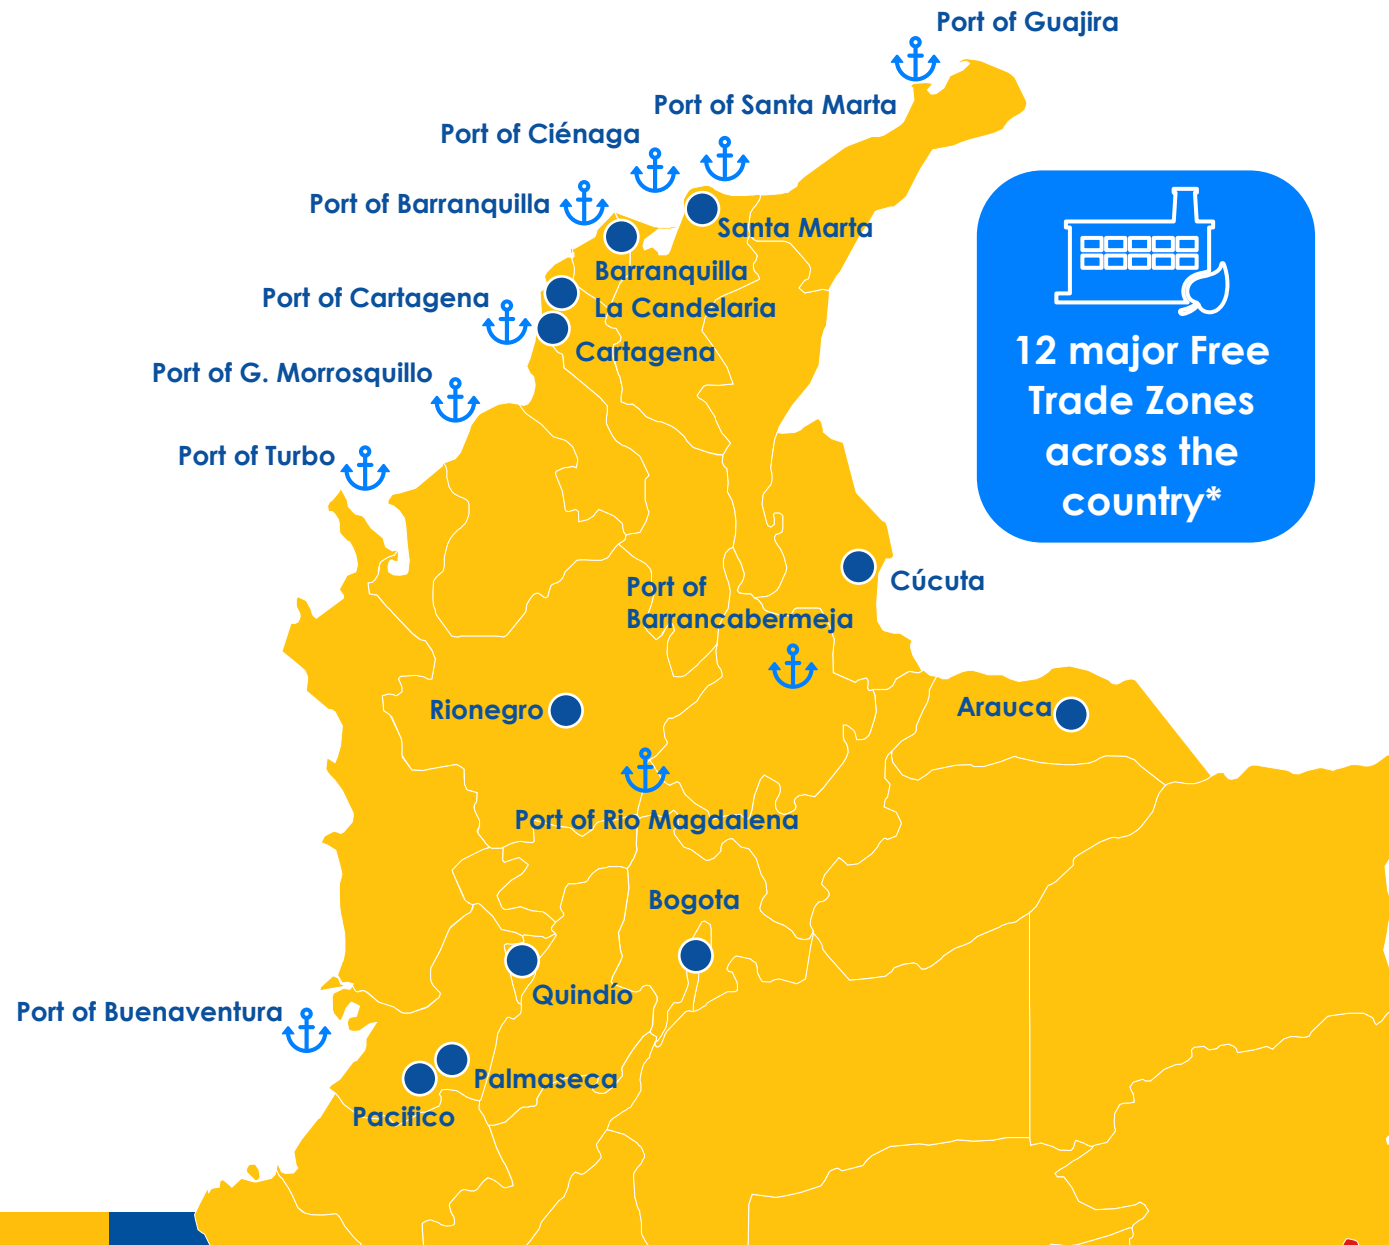 Port of Guajira
Port of Santa Marta
Port of Ciénaga
Port of Barranquilla
Santa Marta
Barranquilla
Port of Cartagena
La Candelaria
Cartagena
12 major Free
Trade Zones
across the
country*
Port of G. Morrosquillo
Port of Turbo
Cúcuta
Port of
Barrancabermeja
Rionegro
Arauca
Port of Rio Magdalena
Bogota
Quindío
Port of Buenaventura
Palmaseca
Pacifico